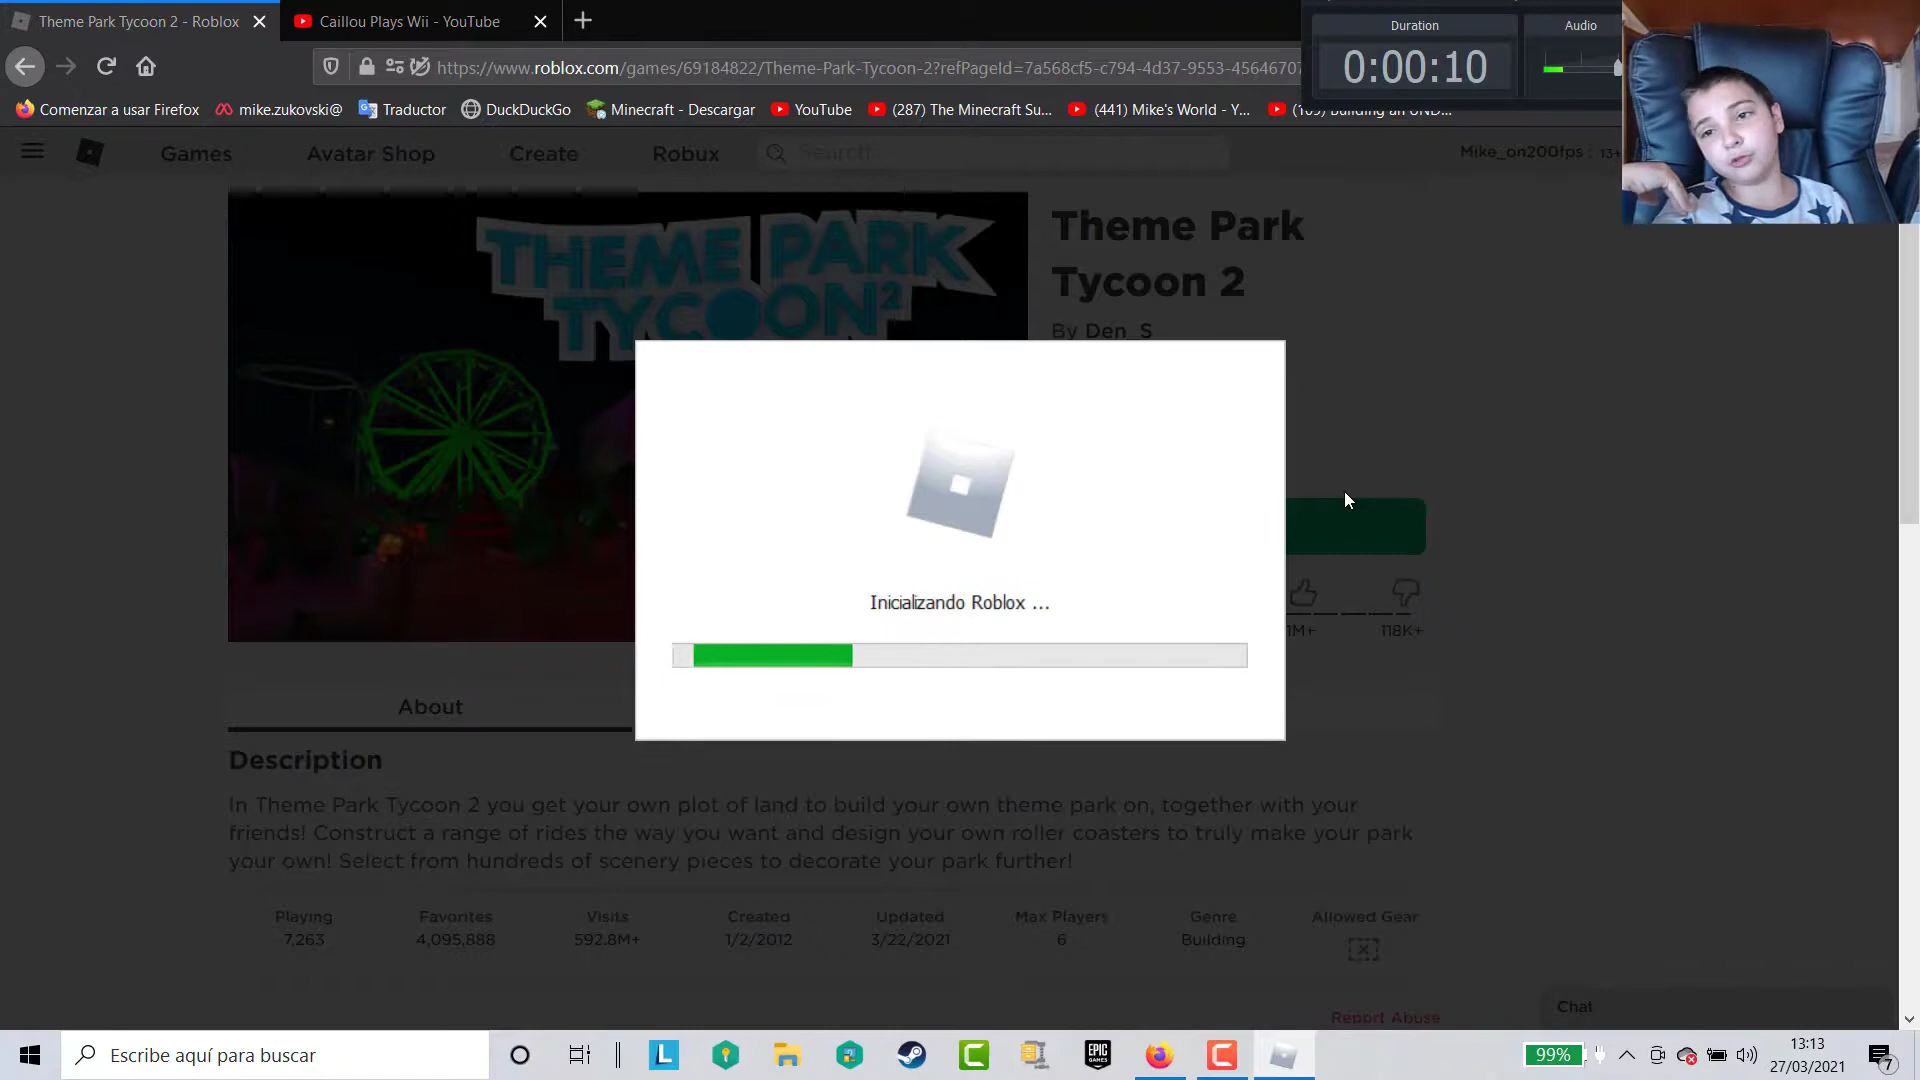 Theme Park Tycoon 2 - Roblox
Caillou Plays Wii - YouTube
Duration
Audio
0:00:10
https://www.roblox.com/games/69184822/Theme-Park-Tycoon-2?refPageId=7a568cf5-c794-4d37-9553-45646707
Comenzar a usar Firefox
mike.zukovski@
Traductor
DuckDuckGo
Minecraft - Descargar
YouTube
(287) The Minecraft Su...
(441) Mike's World - Y...
Games
Avatar Shop
Create
Robux
Search
Mike_on200fps : 13+
THEME PARK
TYCOON 2
Theme Park
Tycoon 2
By Den_S
Inicializando Roblox ...
1M+
118K+
About
Description
In Theme Park Tycoon 2 you get your own plot of land to build your own theme park on, together with your
friends! Construct a range of rides the way you want and design your own roller coasters to truly make your park
your own! Select from hundreds of scenery pieces to decorate your park further!
Playing
Favorites
Visits
Created
Updated
Max Players
Genre
Allowed Gear
7,263
4,095,888
592.8M+
1/2/2012
3/22/2021
6
Building
Chat
Report Abuse
Escribe aquí para buscar
L
EPIC
GAMES
99%
13:13
27/03/2021
7